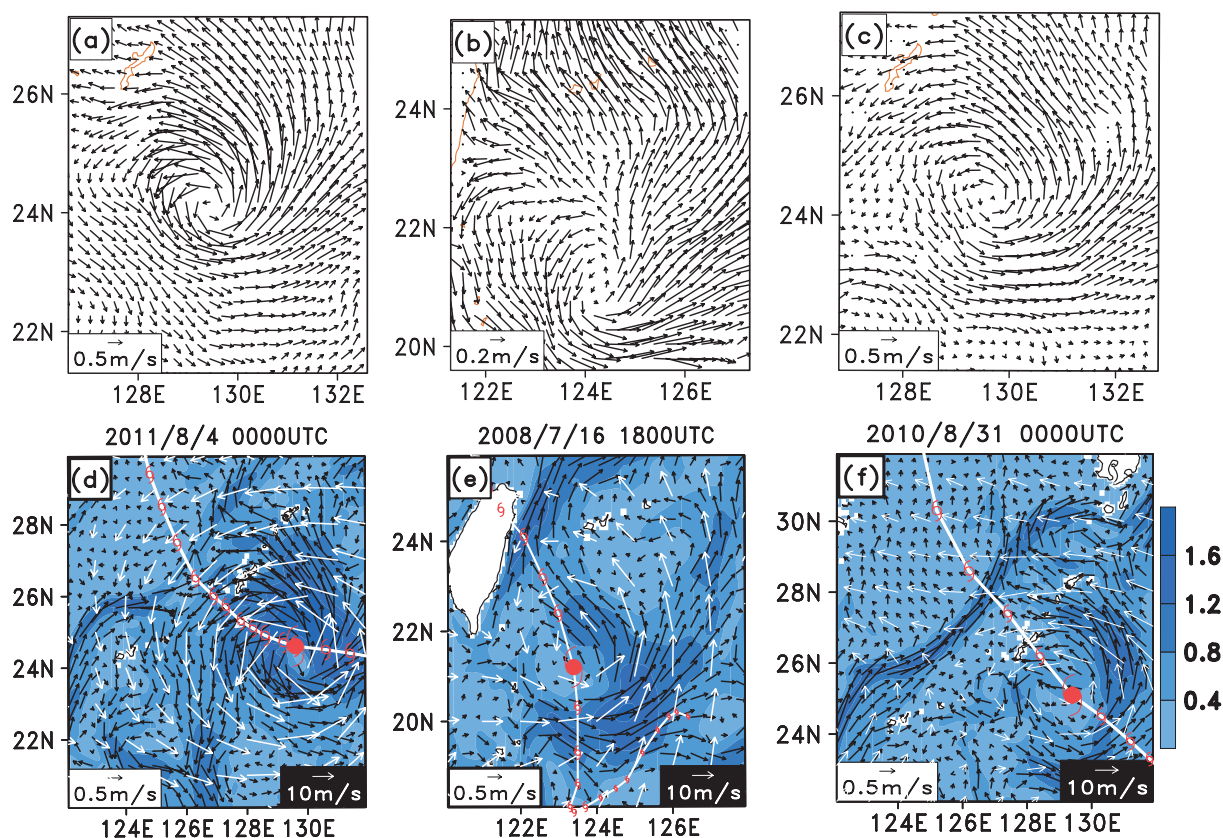 (a)
26N
24N
22N
0.5m/s
128E 130E 132E
(b)
24N
22N
20N
0.2m/s
122E 124E 126E
(c)
26N
24N
22N
0.5m/s
128E 130E 132E
2011/8/4 0000UTC
(d)
28N
26N
24N
22N
0.5m/s
10m/s
124E 126E 128E 130E
2008/7/16 1800UTC
(e)
24N
22N
20N
0.5m/s
10m/s
122E 124E 126E
2010/8/31 0000UTC
(f)
30N
28N
26N
24N
0.5m/s
10m/s
124E 126E 128E 130E
1.6
1.2
0.8
0.4